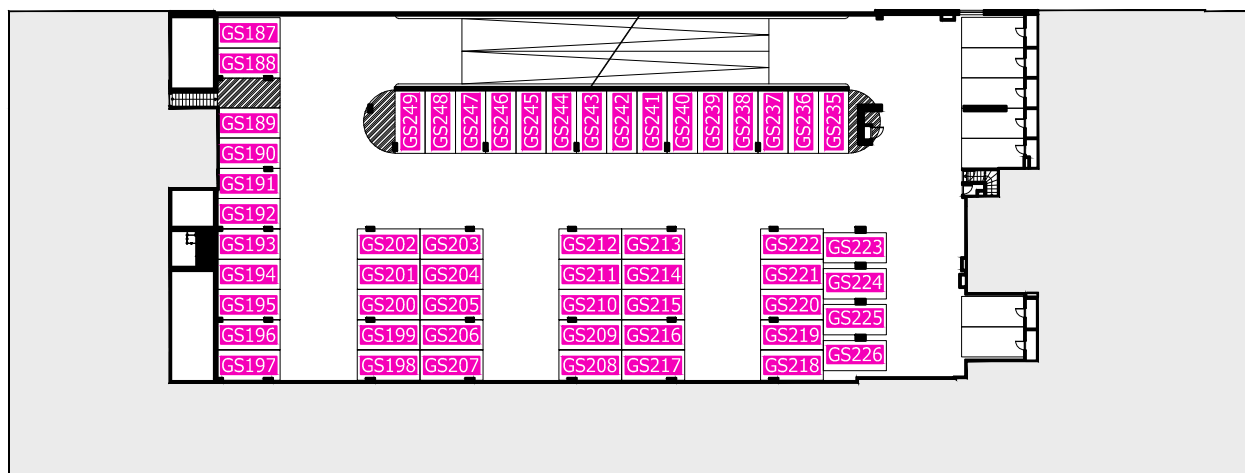 GS187
GS188
GS189
GS190
GS191
GS192
GS193
GS194
GS195
GS196
GS197
GS249
GS248
GS247
GS246
GS245
GS244
GS243
GS242
GS241
GS240
GS239
GS238
GS237
GS236
GS235
GS202 GS203
GS201 GS204
GS200 GS205
GS199 GS206
GS198 GS207
GS212 GS213
GS211 GS214
GS210 GS215
GS209 GS216
GS208 GS217
GS222 GS223
GS221 GS224
GS220 GS225
GS219 GS226
GS218